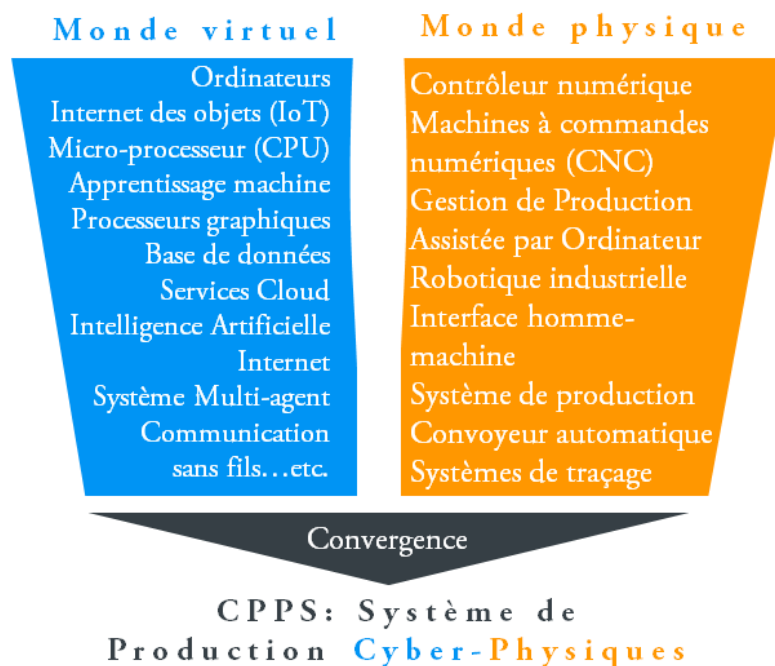 Monde virtuel
Ordinateurs
Internet des objets (IoT)
Micro-processeur (CPU)
Apprentissage machine
Processeurs graphiques
Base de données
Services Cloud
Intelligence Artificielle
Internet
Système Multi-agent
Communication
sans fils...etc.
Monde physique
Contrôleur numérique
Machines à commandes
numériques (CNC)
Gestion de Production
Assistée par Ordinateur
Robotique industrielle
Interface homme-
machine
Système de production
Convoyeur automatique
Systèmes de traçage
Convergence
CPPS: Système de
Production Cyber-Physiques